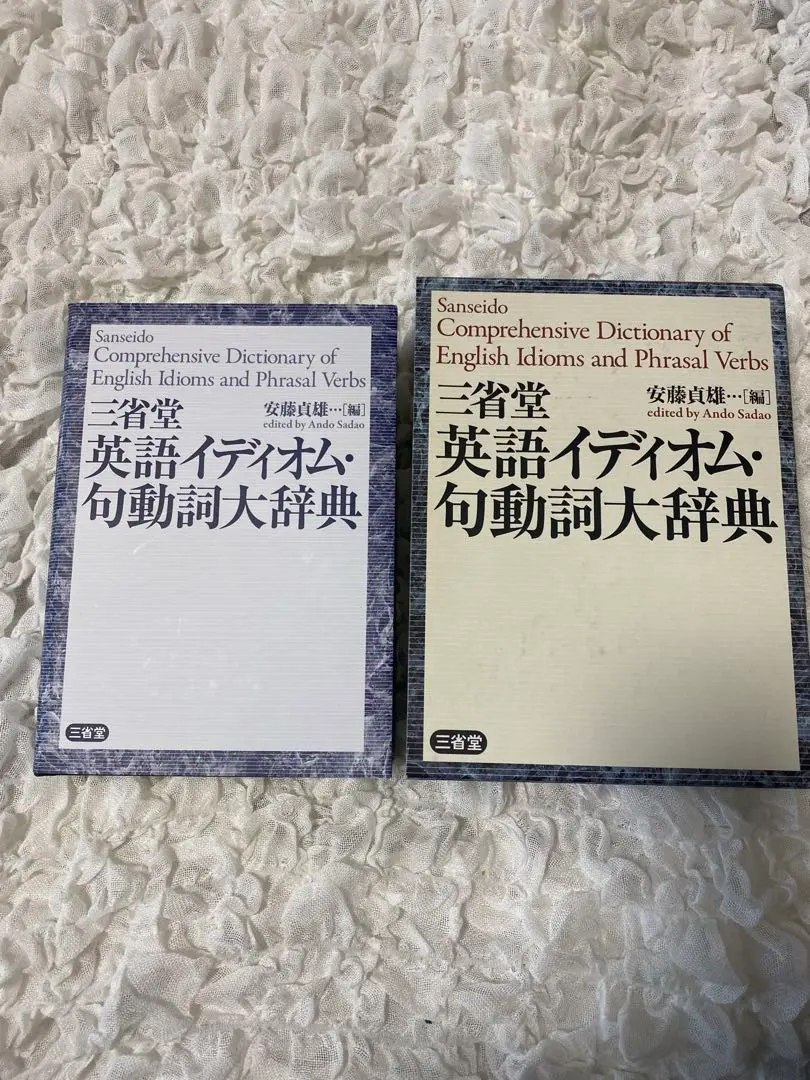 Sanseido
Comprehensive Dictionary of
English Idioms and Phrasal Verbs
三省堂
安藤貞雄…[編]
edited by Ando Sadao
英語イディオム・
句動詞大辞典
三省堂
Sanseido
Comprehensive Dictionary of
English Idioms and Phrasal Verbs
三省堂
安藤貞雄…[編]
edited by Ando Sadao
英語イディオム・
句動詞大辞典
三省堂